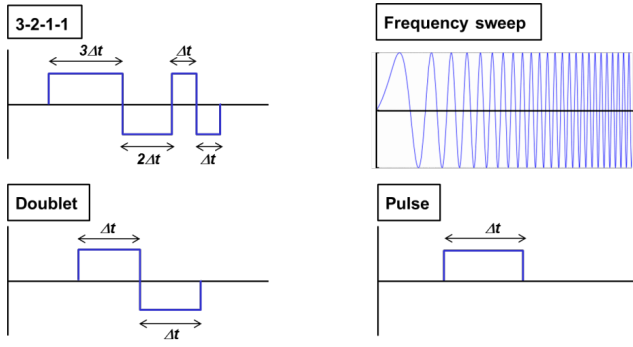 3-2-1-1
3Δt
Δt
2Δt
Δt
Frequency sweep
Doublet
Δt
Δt
Pulse
Δt